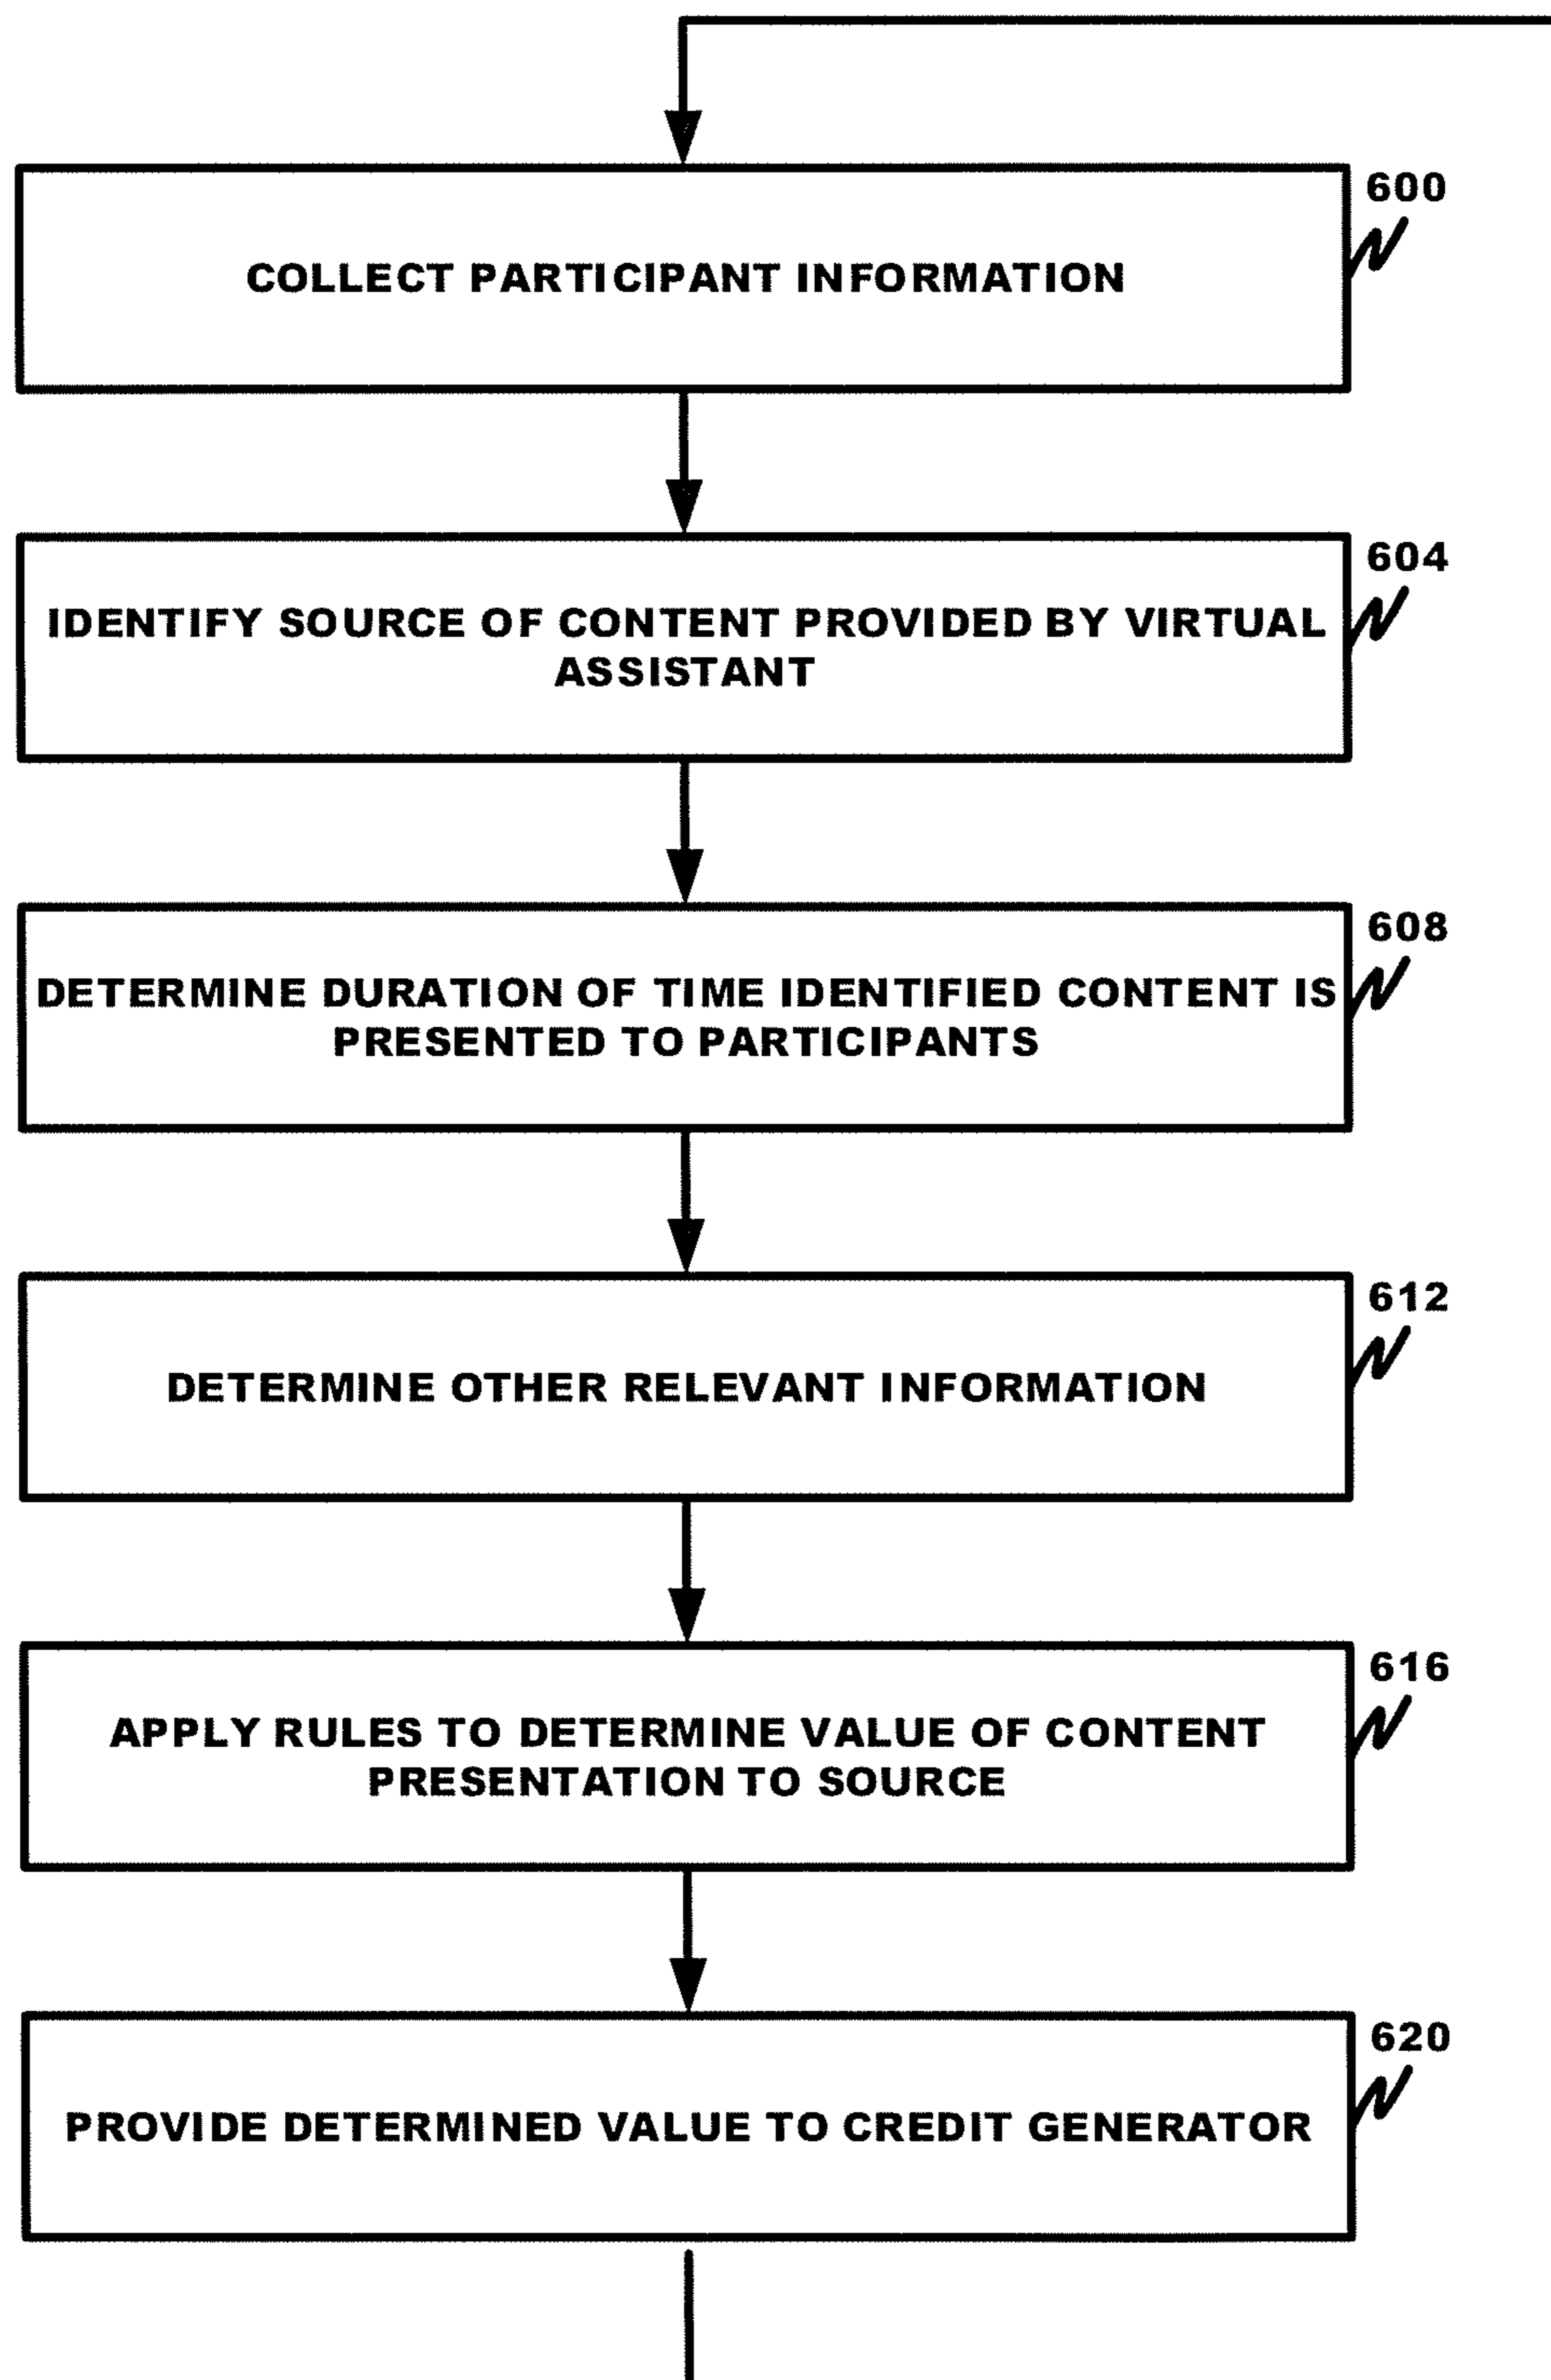 600
COLLECT PARTICIPANT INFORMATION
604
IDENTIFY SOURCE OF CONTENT PROVIDED BY VIRTUAL
ASSISTANT
608
DETERMINE DURATION OF TIME IDENTIFIED CONTENT IS
PRESENTED TO PARTICIPANTS
612
DETERMINE OTHER RELEVANT INFORMATION
616
APPLY RULES TO DETERMINE VALUE OF CONTENT
PRESENTATION TO SOURCE
620
PROVIDE DETERMINED VALUE TO CREDIT GENERATOR